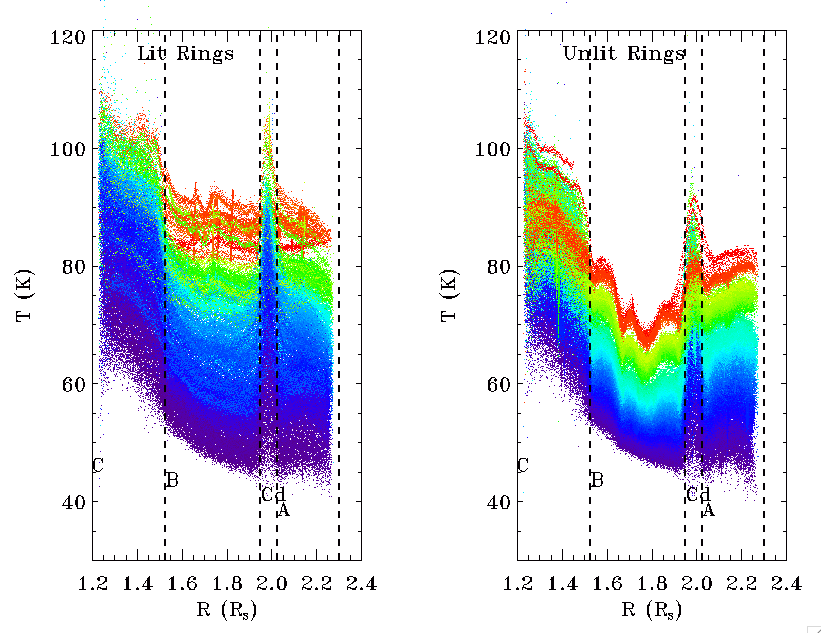 Lit Rings
120
100
80
60
40
T (K)
C
B
Cd
A
1.2 1.4 1.6 1.8 2.0 2.2 2.4
R (Rs)
Unlit Rings
120
100
80
60
40
T (K)
C
B
Cd
A
1.2 1.4 1.6 1.8 2.0 2.2 2.4
R (Rs)